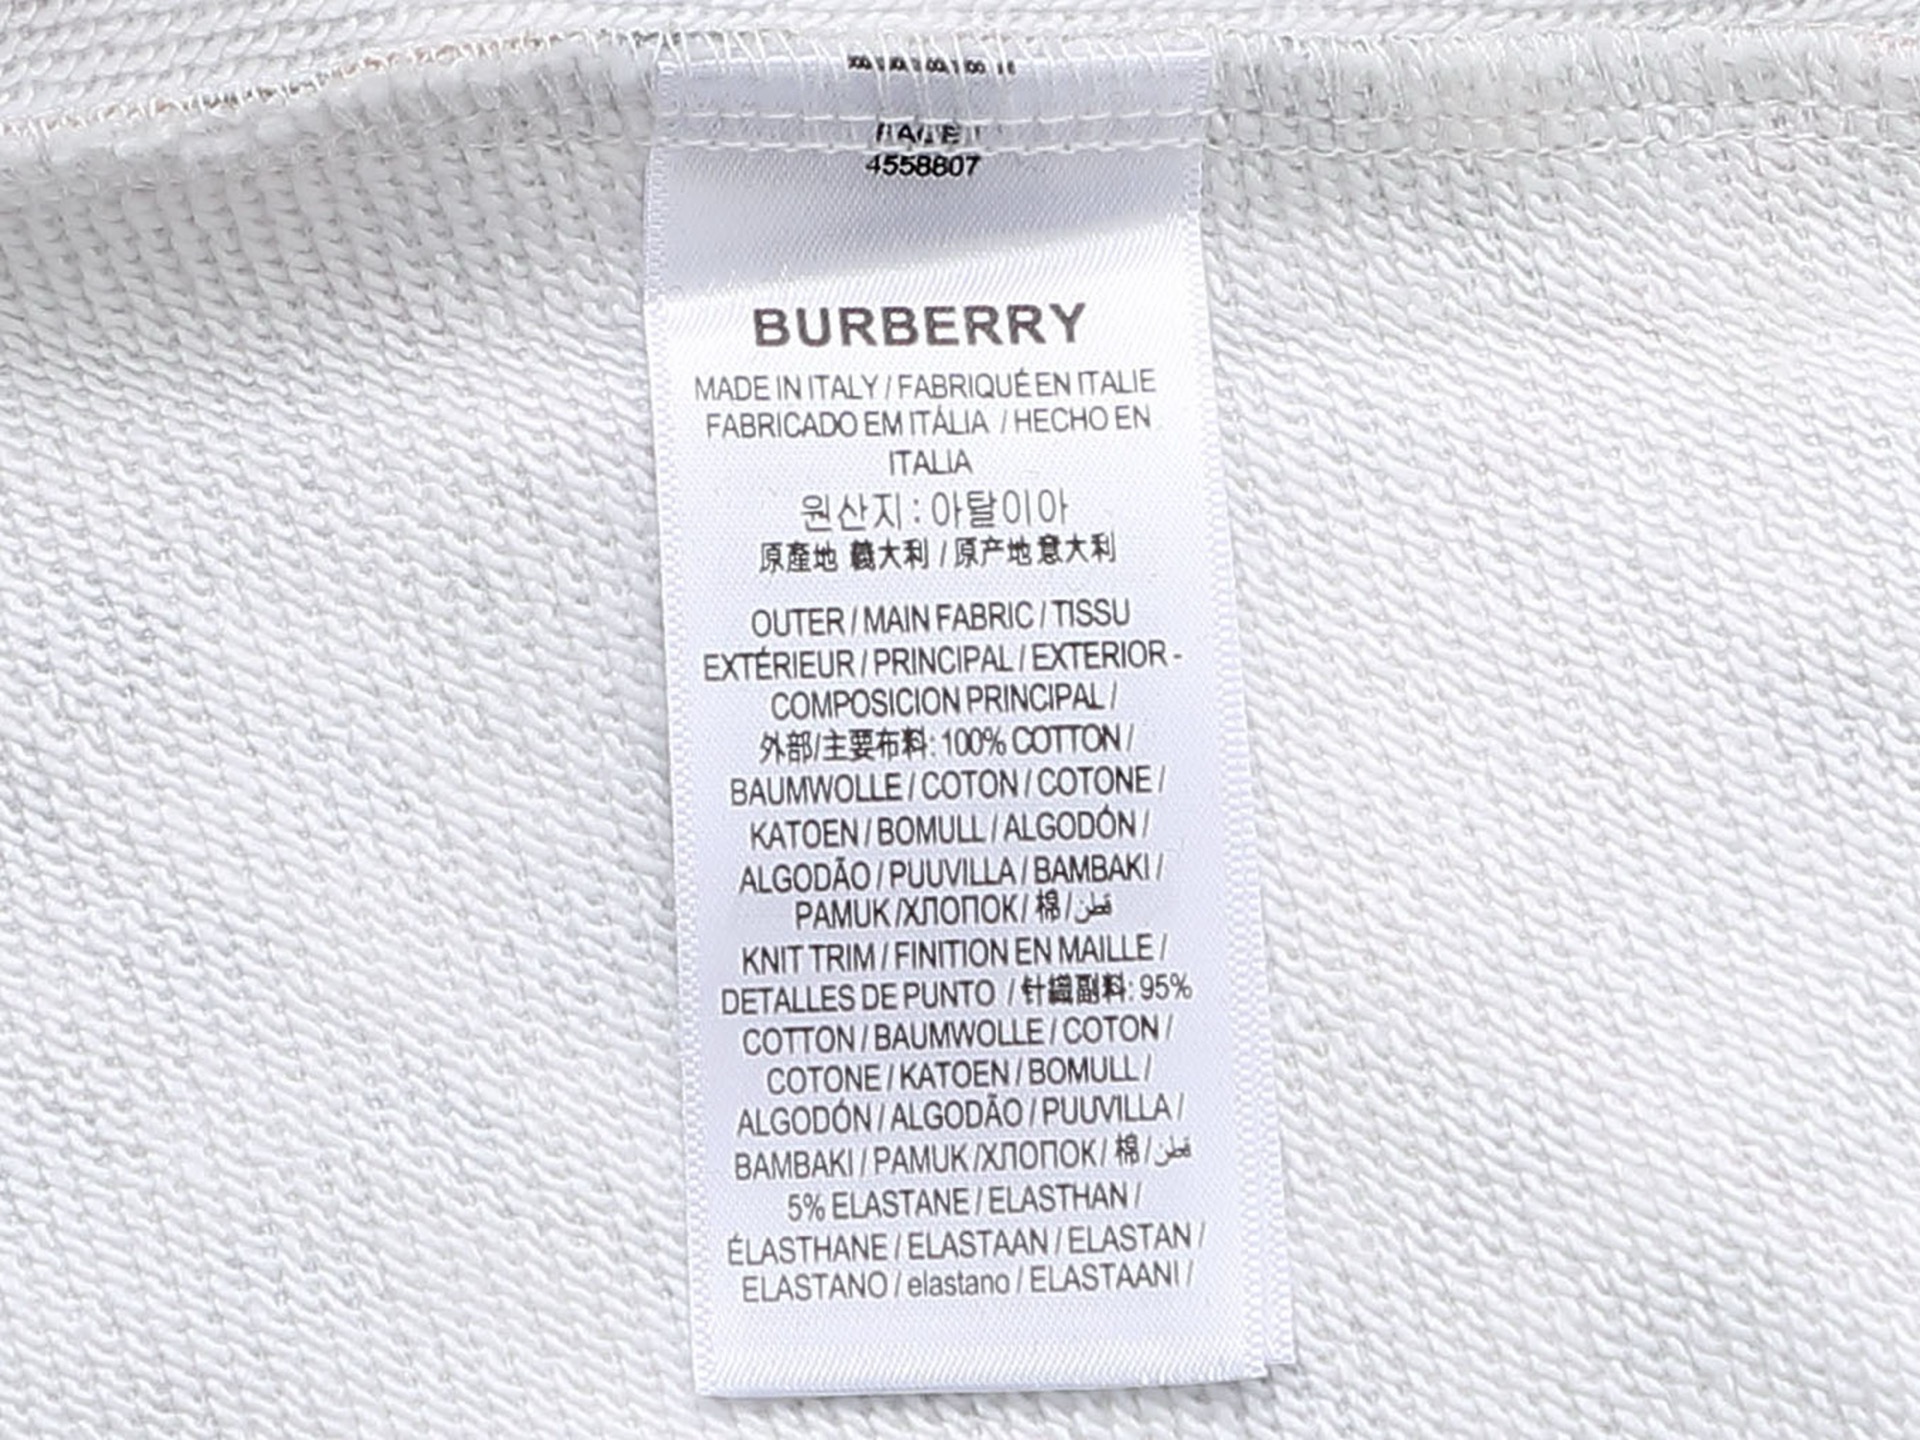 4558807
BURBERRY
MADE IN ITALY / FABRIQUÉ EN ITALIE
FABRICADO EM ITÁLIA / HECHO EN
ITALIA
원산지 : 아탈이아
原產地 義大利 / 原产地意大利
OUTER / MAIN FABRIC / TISSU
EXTÉRIEUR / PRINCIPAL / EXTERIOR -
COMPOSICION PRINCIPAL /
外部/主要布料: 100% COTTON /
BAUMWOLLE / COTON / COTONE /
KATOEN / BOMULL / ALGODÓN /
ALGODÃO / PUUVILLA / BAMBAKI /
PAMUK /ХЛОПОК / 棉 / قطن
KNIT TRIM / FINITION EN MAILLE /
DETALLES DE PUNTO / 针織副料: 95%
COTTON / BAUMWOLLE / COTON /
COTONE / KATOEN / BOMULL /
ALGODÓN / ALGODÃO / PUUVILLA /
BAMBAKI / PAMUK /ХЛОПОК / 棉 / قطن
5% ELASTANE / ELASTHAN /
ÉLASTHANE / ELASTAAN / ELASTAN /
ELASTANO / elastano / ELASTAANI /